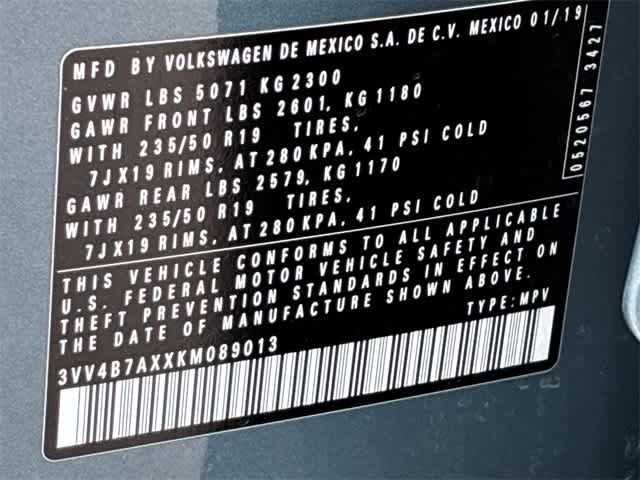 MFD BY VOLKSWAGEN DE MEXICO S.A. DE C.V. MEXICO 01/19
GVWR LBS 5071 KG 2300
GAWR FRONT LBS 2601, KG 1180
WITH 235/50 R19 TIRES,
7JX19 RIMS, AT 280 KPA, 41 PSI COLD
GAWR REAR LBS 2579, KG 1170
WITH 235/50 R19 TIRES,
7JX19 RIMS, AT 280 KPA, 41 PSI COLD
0520567 3427
THIS VEHICLE CONFORMS TO ALL APPLICABLE
U.S. FEDERAL MOTOR VEHICLE SAFETY AND
THEFT PREVENTION STANDARDS IN EFFECT ON
THE DATE OF MANUFACTURE SHOWN ABOVE.
TYPE: MPV
3VV4B7AXXKM089013